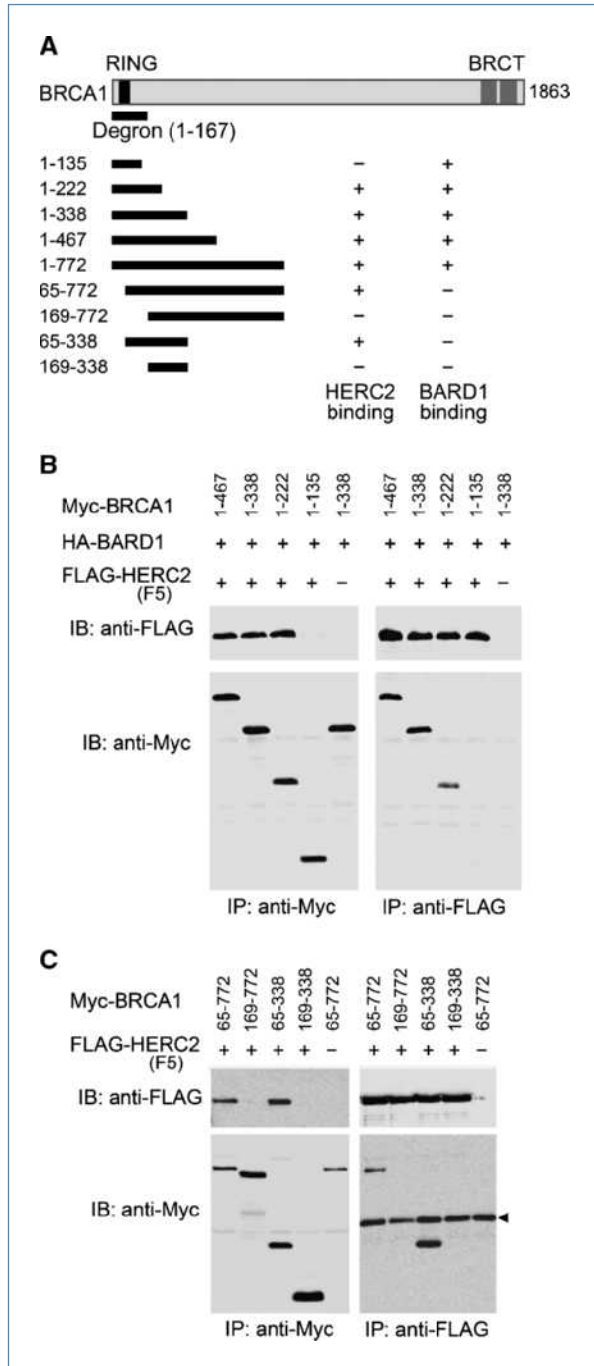 A
RING BRCT
BRCA1 1863
Degron (1-167)
1-135 – +
1-222 + +
1-338 + +
1-467 + +
1-772 + +
65-772 + –
169-772 – –
65-338 + –
169-338 – –
HERC2 binding BARD1 binding
B
Myc-BRCA1 1-467 1-338 1-222 1-135 1-338 1-467 1-338 1-222 1-135 1-338
HA-BARD1 + + + + + + + + + +
FLAG-HERC2 + + + + – + + + + –
(F5)
IB: anti-FLAG
IB: anti-Myc
IP: anti-Myc IP: anti-FLAG
C
Myc-BRCA1 65-772 169-772 65-338 169-338 65-772 65-772 169-772 65-338 169-338 65-772
FLAG-HERC2 + + + + – + + + + –
(F5)
IB: anti-FLAG
IB: anti-Myc
IP: anti-Myc IP: anti-FLAG